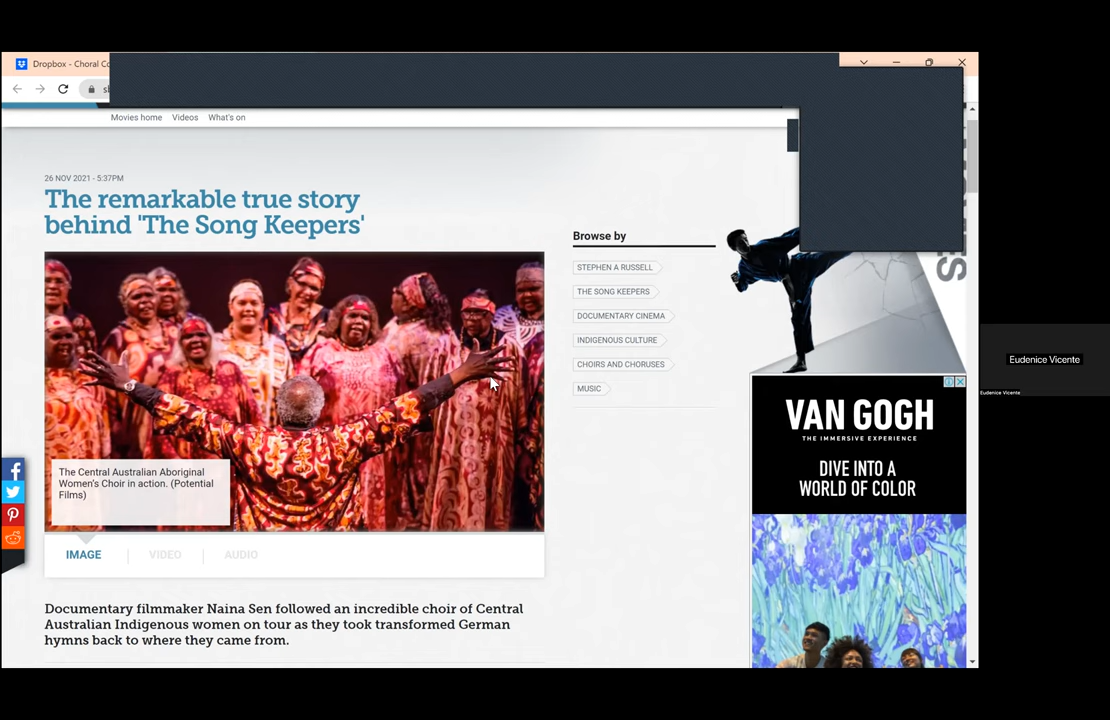 Dropbox - Choral Co
Movies home
Videos
What's on
26 NOV 2021 - 5:37PM
The remarkable true story
behind 'The Song Keepers'
The Central Australian Aboriginal
Women's Choir in action. (Potential
Films)
IMAGE
VIDEO
AUDIO
Documentary filmmaker Naina Sen followed an incredible choir of Central
Australian Indigenous women on tour as they took transformed German
hymns back to where they came from.
Browse by
STEPHEN A RUSSELL
THE SONG KEEPERS
DOCUMENTARY CINEMA
INDIGENOUS CULTURE
CHOIRS AND CHORUSES
MUSIC
VAN GOGH
THE IMMERSIVE EXPERIENCE
DIVE INTO A
WORLD OF COLOR
Eudenice Vicente
Eudenice Vicente